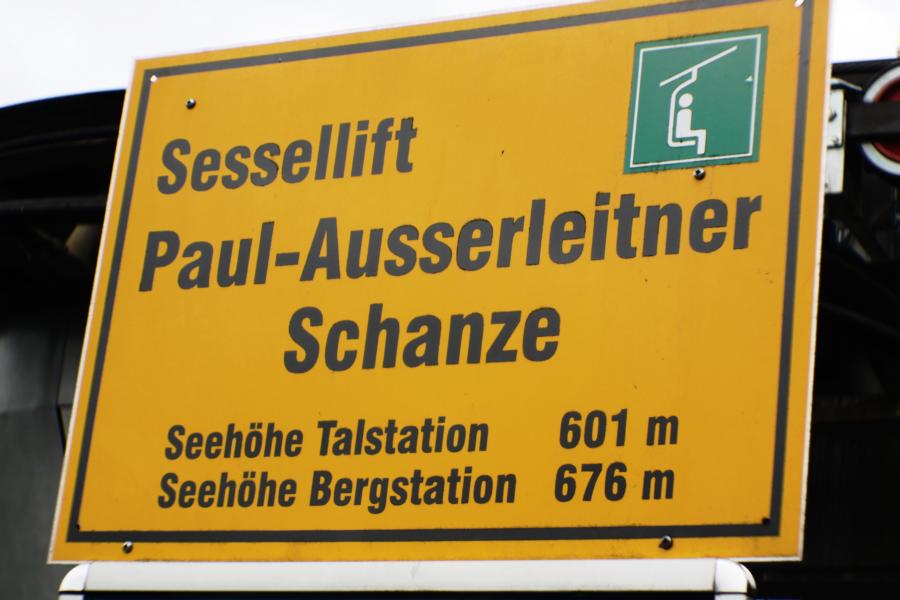 Sessellift
Paul-Ausserleitner
Schanze
Seehöhe Talstation 601 m
Seehöhe Bergstation 676 m